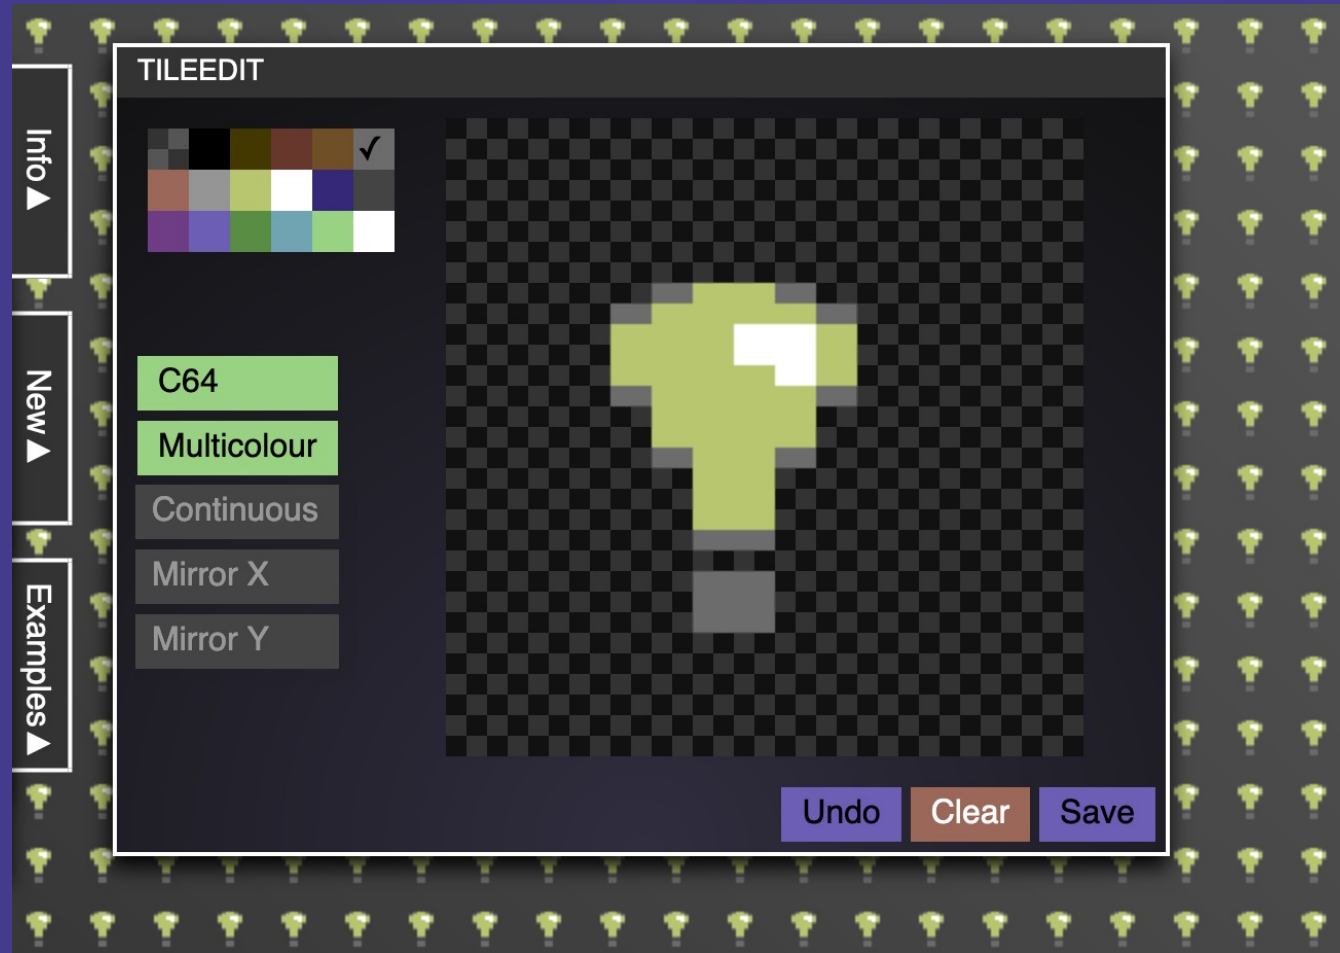 TILEEDIT
Info▲
New▲
Examples▲
✓
C64
Multicolour
Continuous
Mirror X
Mirror Y
Undo
Clear
Save